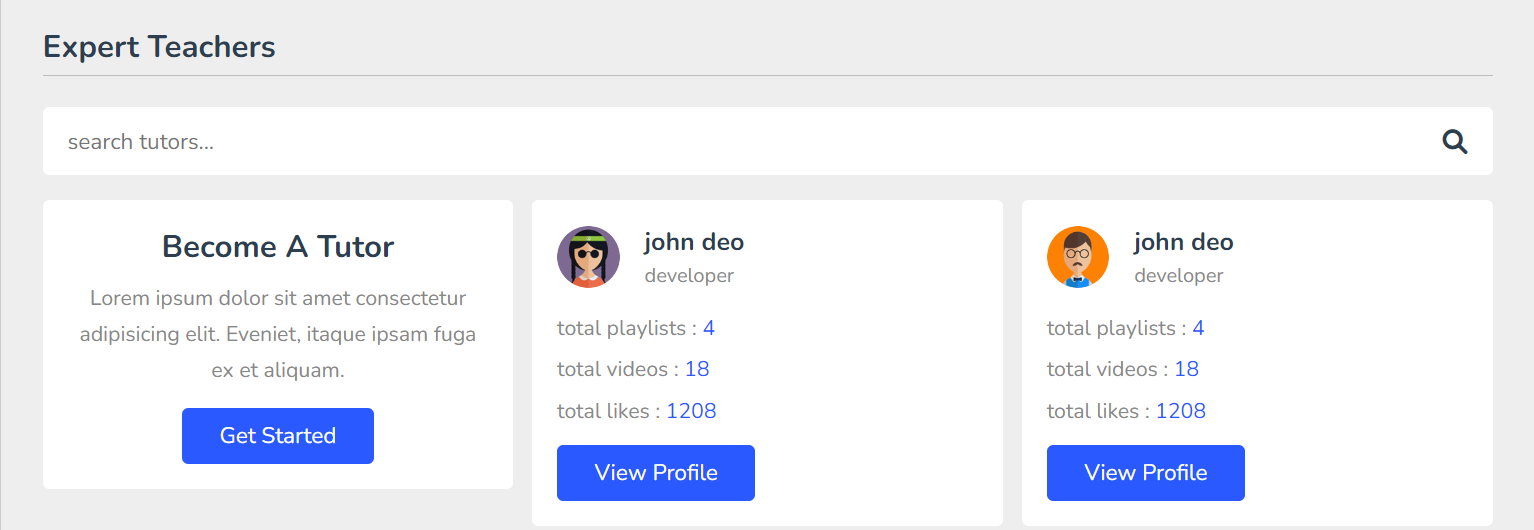 Expert Teachers
search tutors...
Become A Tutor
Lorem ipsum dolor sit amet consectetur
adipisicing elit. Eveniet, itaque ipsam fuga
ex et aliquam.
Get Started
john deo
developer
total playlists : 4
total videos : 18
total likes : 1208
View Profile
john deo
developer
total playlists : 4
total videos : 18
total likes : 1208
View Profile